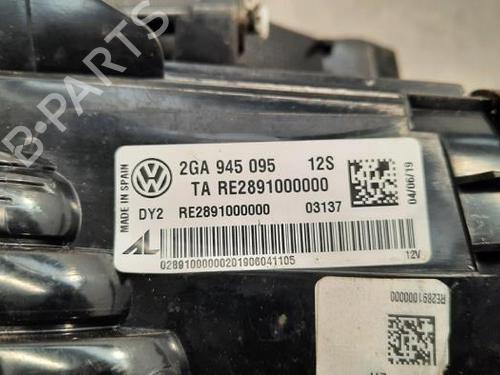 MADE IN SPAIN
2GA 945 095 12S
TA RE2891000000
DY2 RE2891000000 03137
04/06/19
AL
02891000000201906041105
12V
RE2891000000
B-PARTS